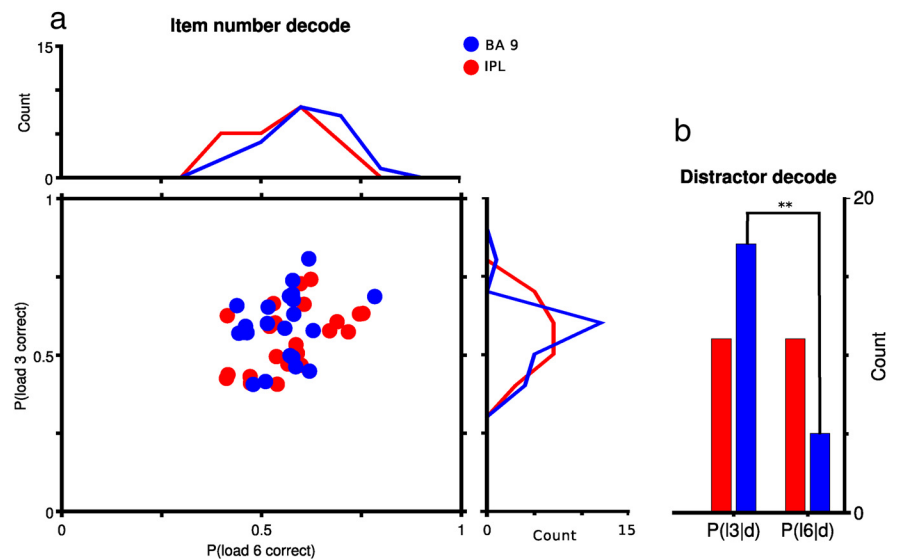 a
Item number decode
BA 9
IPL
15
Count
0
1
P(load 3 correct)
0.5
0
0
0.5
1
P(load 6 correct)
0
Count
15
b
Distractor decode
**
20
Count
0
P(l3|d)
P(l6|d)